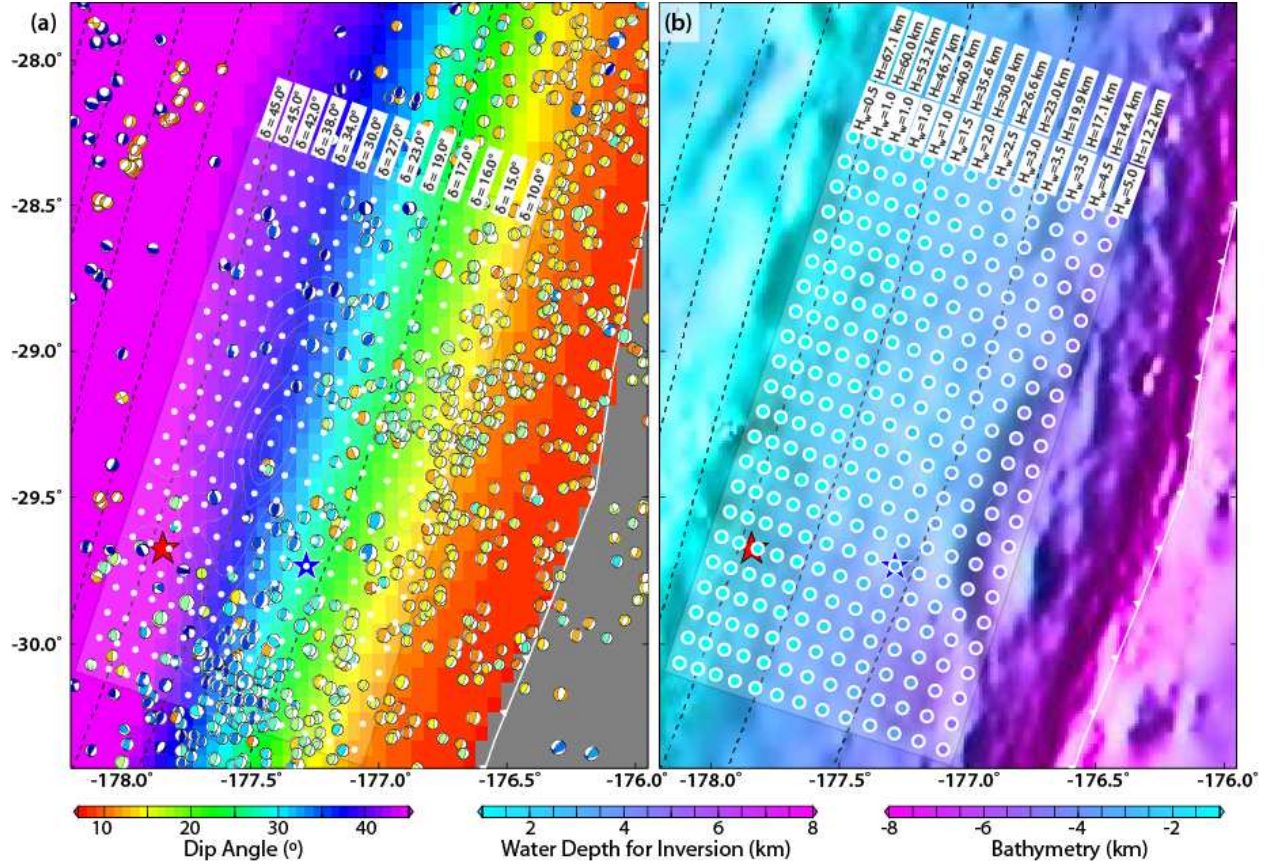 (a)
-28.0°
-28.5°
-29.0°
-29.5°
-30.0°
δ = 45.0°
δ = 45.0°
δ = 42.0°
δ = 38.0°
δ = 34.0°
δ = 30.0°
δ =
δ = 23.0°
δ = 19.0°
δ = 17.0°
δ = 16.0°
δ = 15.0°
δ = 10.0°
-178.0°
-177.5°
-177.0°
-176.5°
-176.0°
(b)
Hw=0.5 H=67.1 km
Hw=1.0 H=60.0 km
Hw=1.0 H=53.2 km
Hw=1.0 H=46.7 km
Hw=1.0 H=40.9 km
Hw=1.5 H=35.6 km
Hw=2.0 H=30.8 km
Hw=2.5 H=26.6 km
Hw=3.0 H=23.0 km
Hw=3.5 H=19.9 km
Hw=3.5 H=17.1 km
Hw=4.5 H=14.4 km
Hw=5.0 H=12.2 km
-178.0°
-177.5°
-177.0°
-176.5°
-176.0°
10 20 30 40
Dip Angle (º)
2 4 6 8
Water Depth for Inversion (km)
-8 -6 -4 -2
Bathymetry (km)